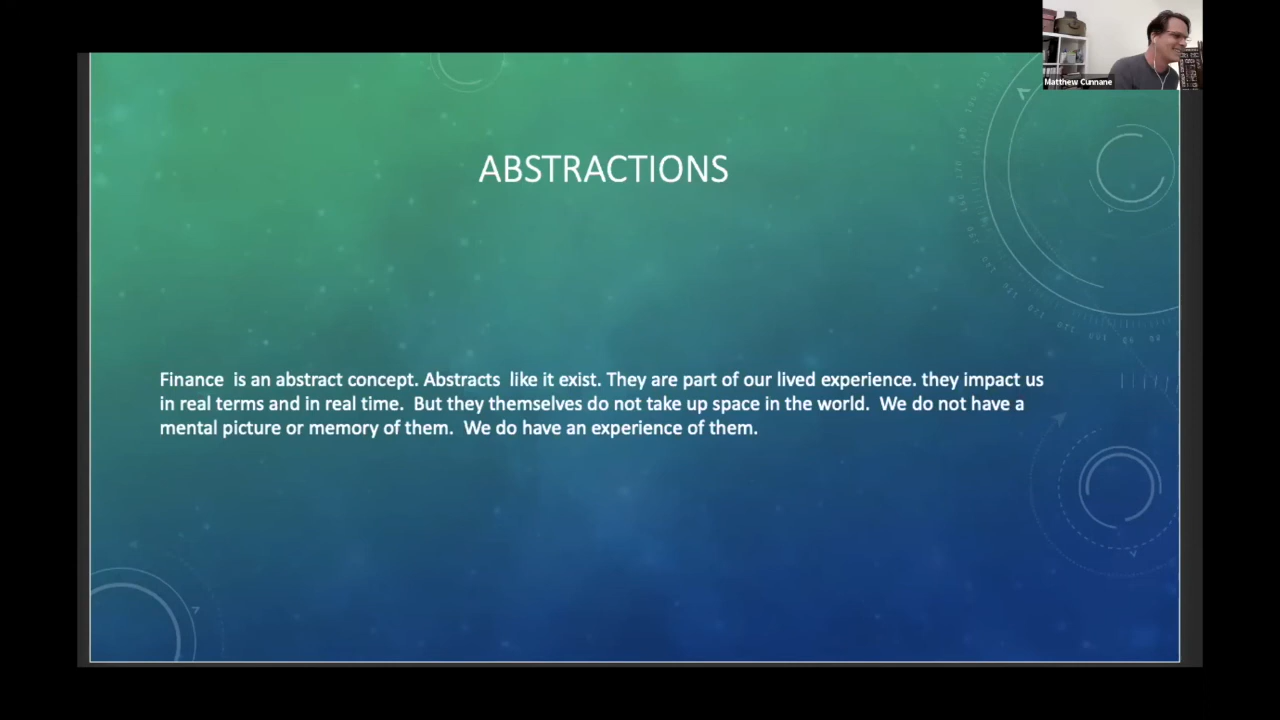 Matthew Cunnane
ABSTRACTIONS
Finance  is an abstract concept. Abstracts  like it exist. They are part of our lived experience. they impact us
in real terms and in real time.  But they themselves do not take up space in the world.  We do not have a
mental picture or memory of them.  We do have an experience of them.